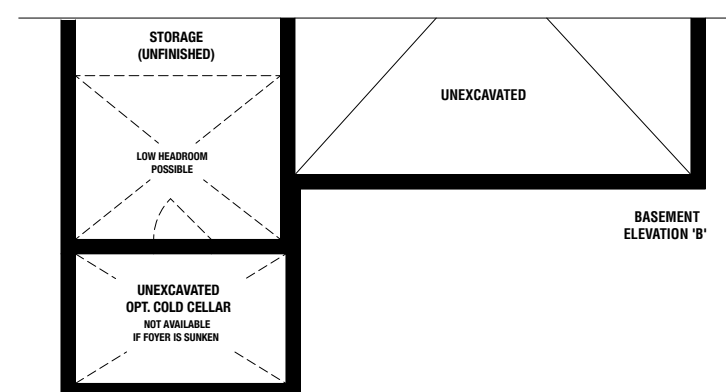 STORAGE
(UNFINISHED)
UNEXCAVATED
LOW HEADROOM
POSSIBLE
BASEMENT
ELEVATION 'B'
UNEXCAVATED
OPT. COLD CELLAR
NOT AVAILABLE
IF FOYER IS SUNKEN